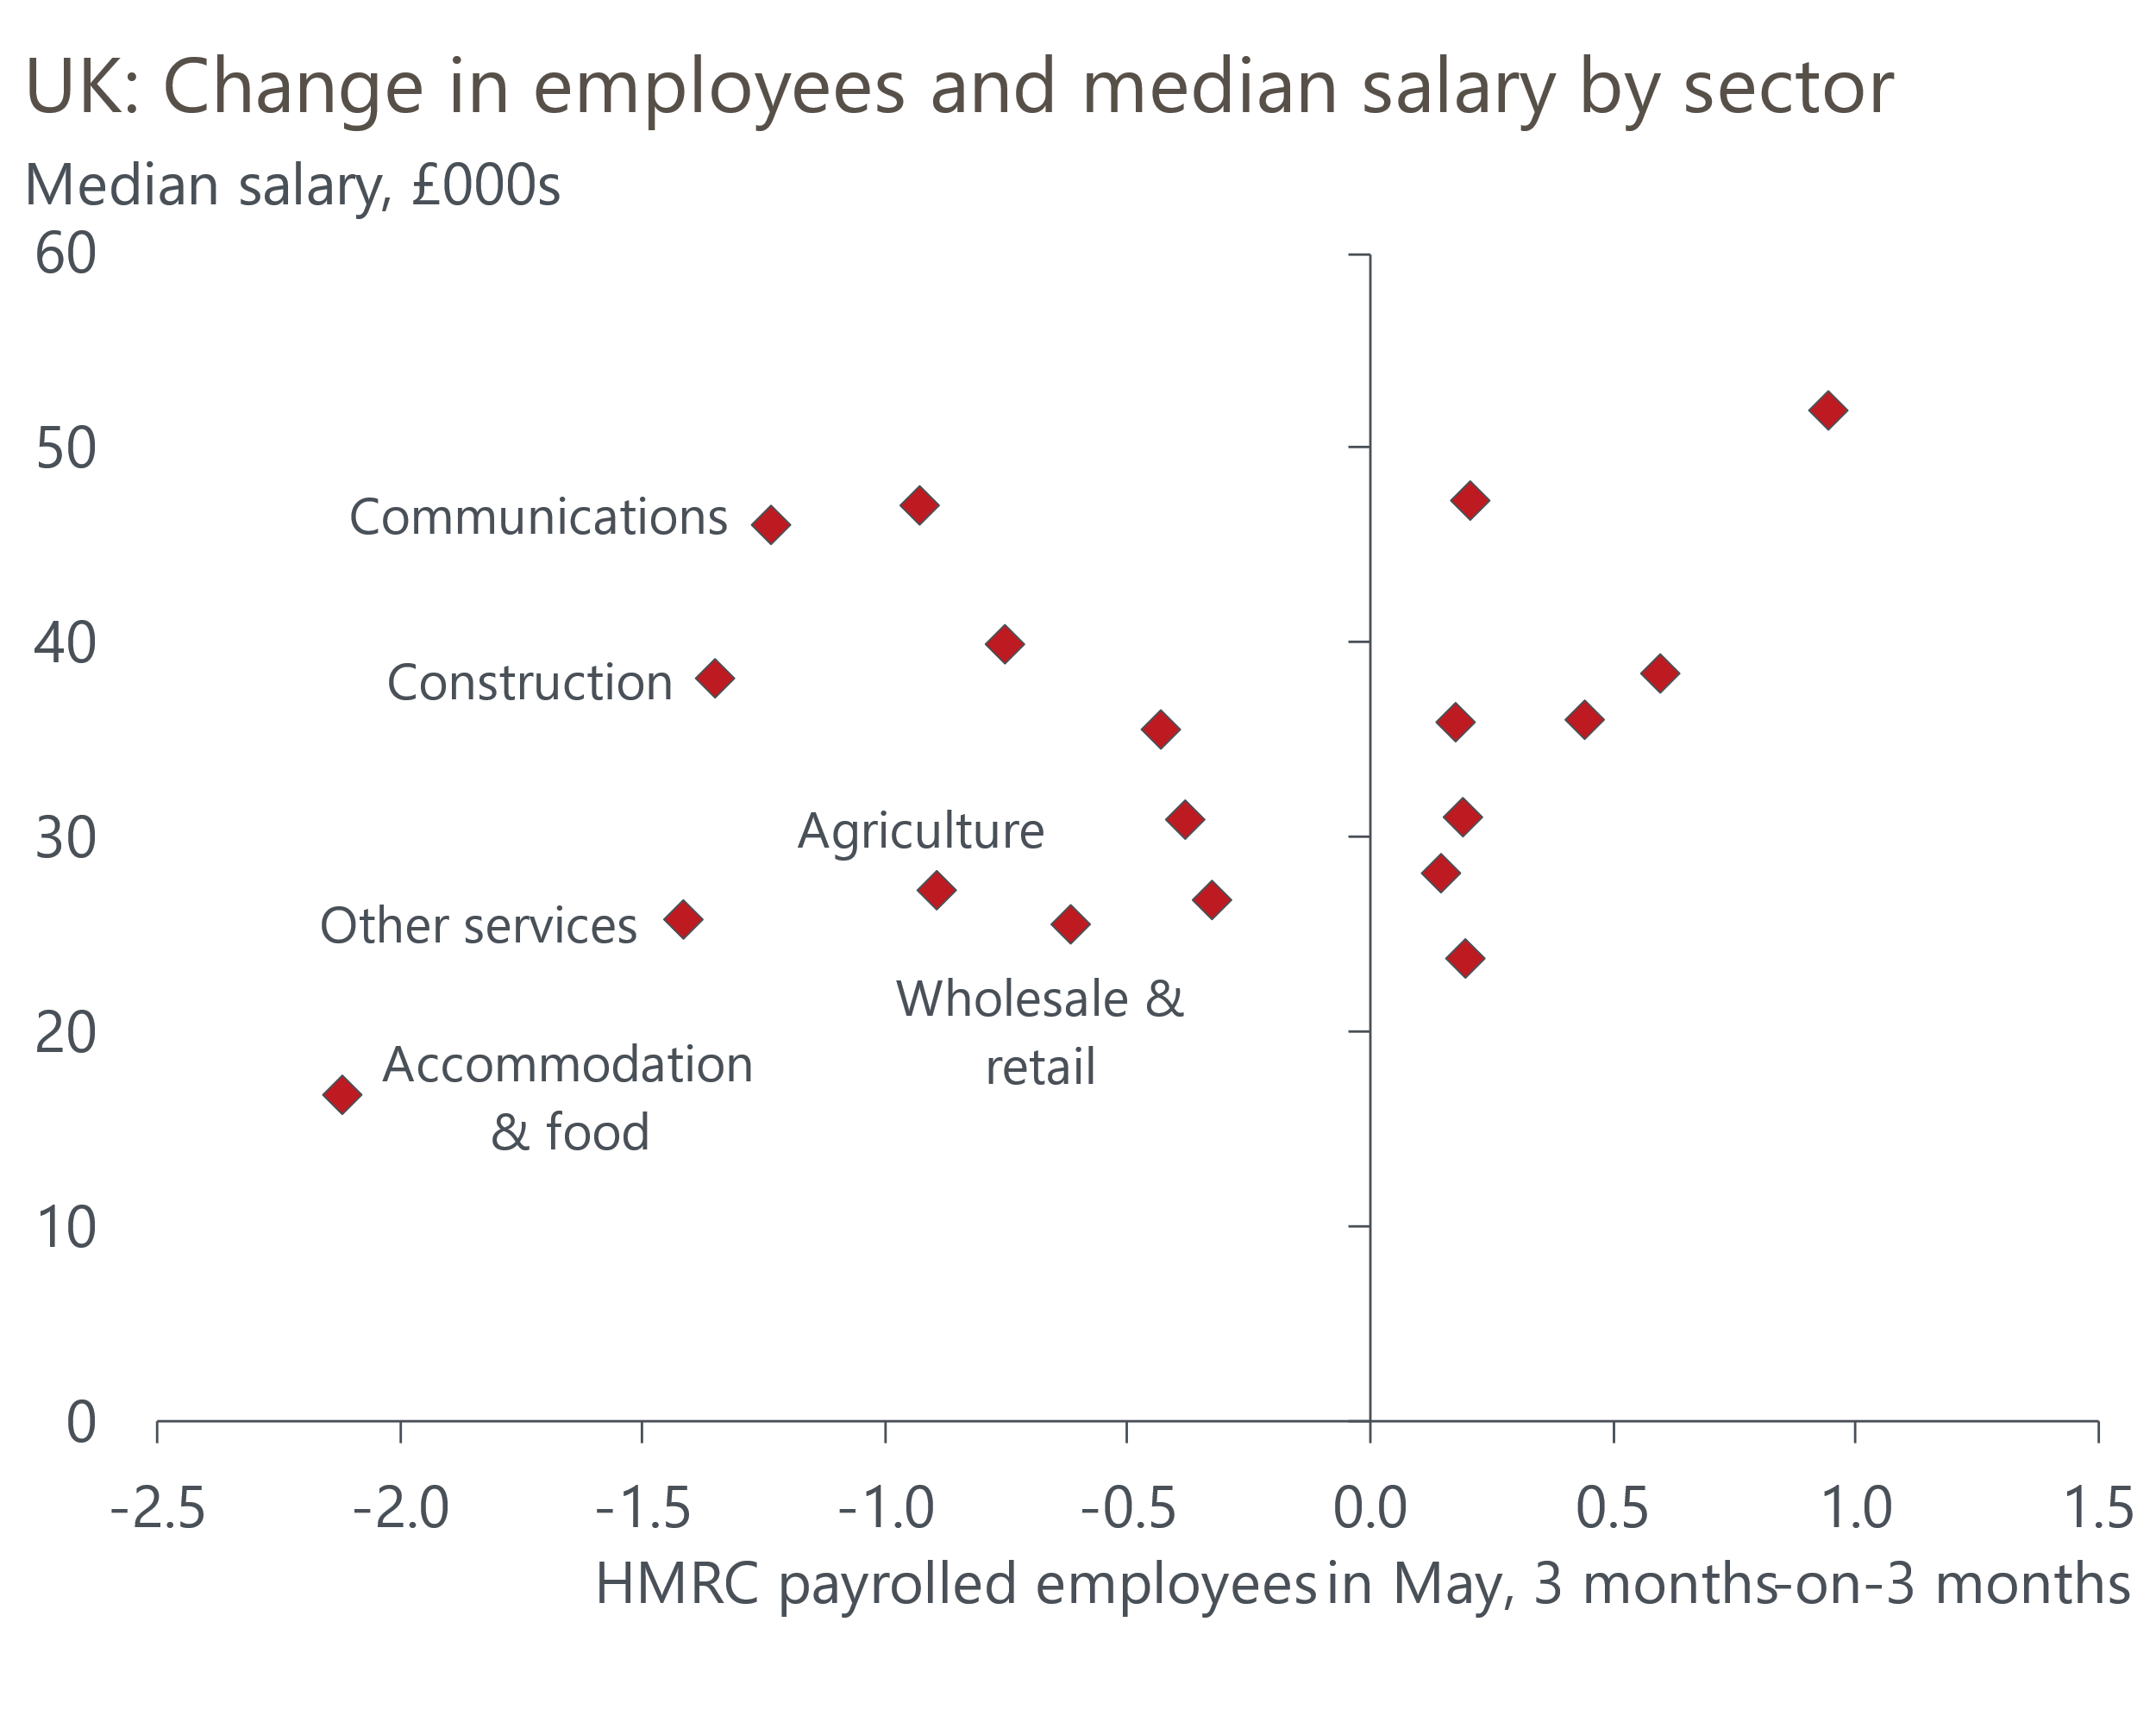 UK: Change in employees and median salary by sector
Median salary, £000s
60
50
Communications
40
Construction
30
Agriculture
Other services
Wholesale &
retail
20
Accommodation
& food
10
0
-2.5 -2.0 -1.5 -1.0 -0.5 0.0 0.5 1.0 1.5
HMRC payrolled employees in May, 3 months-on-3 months